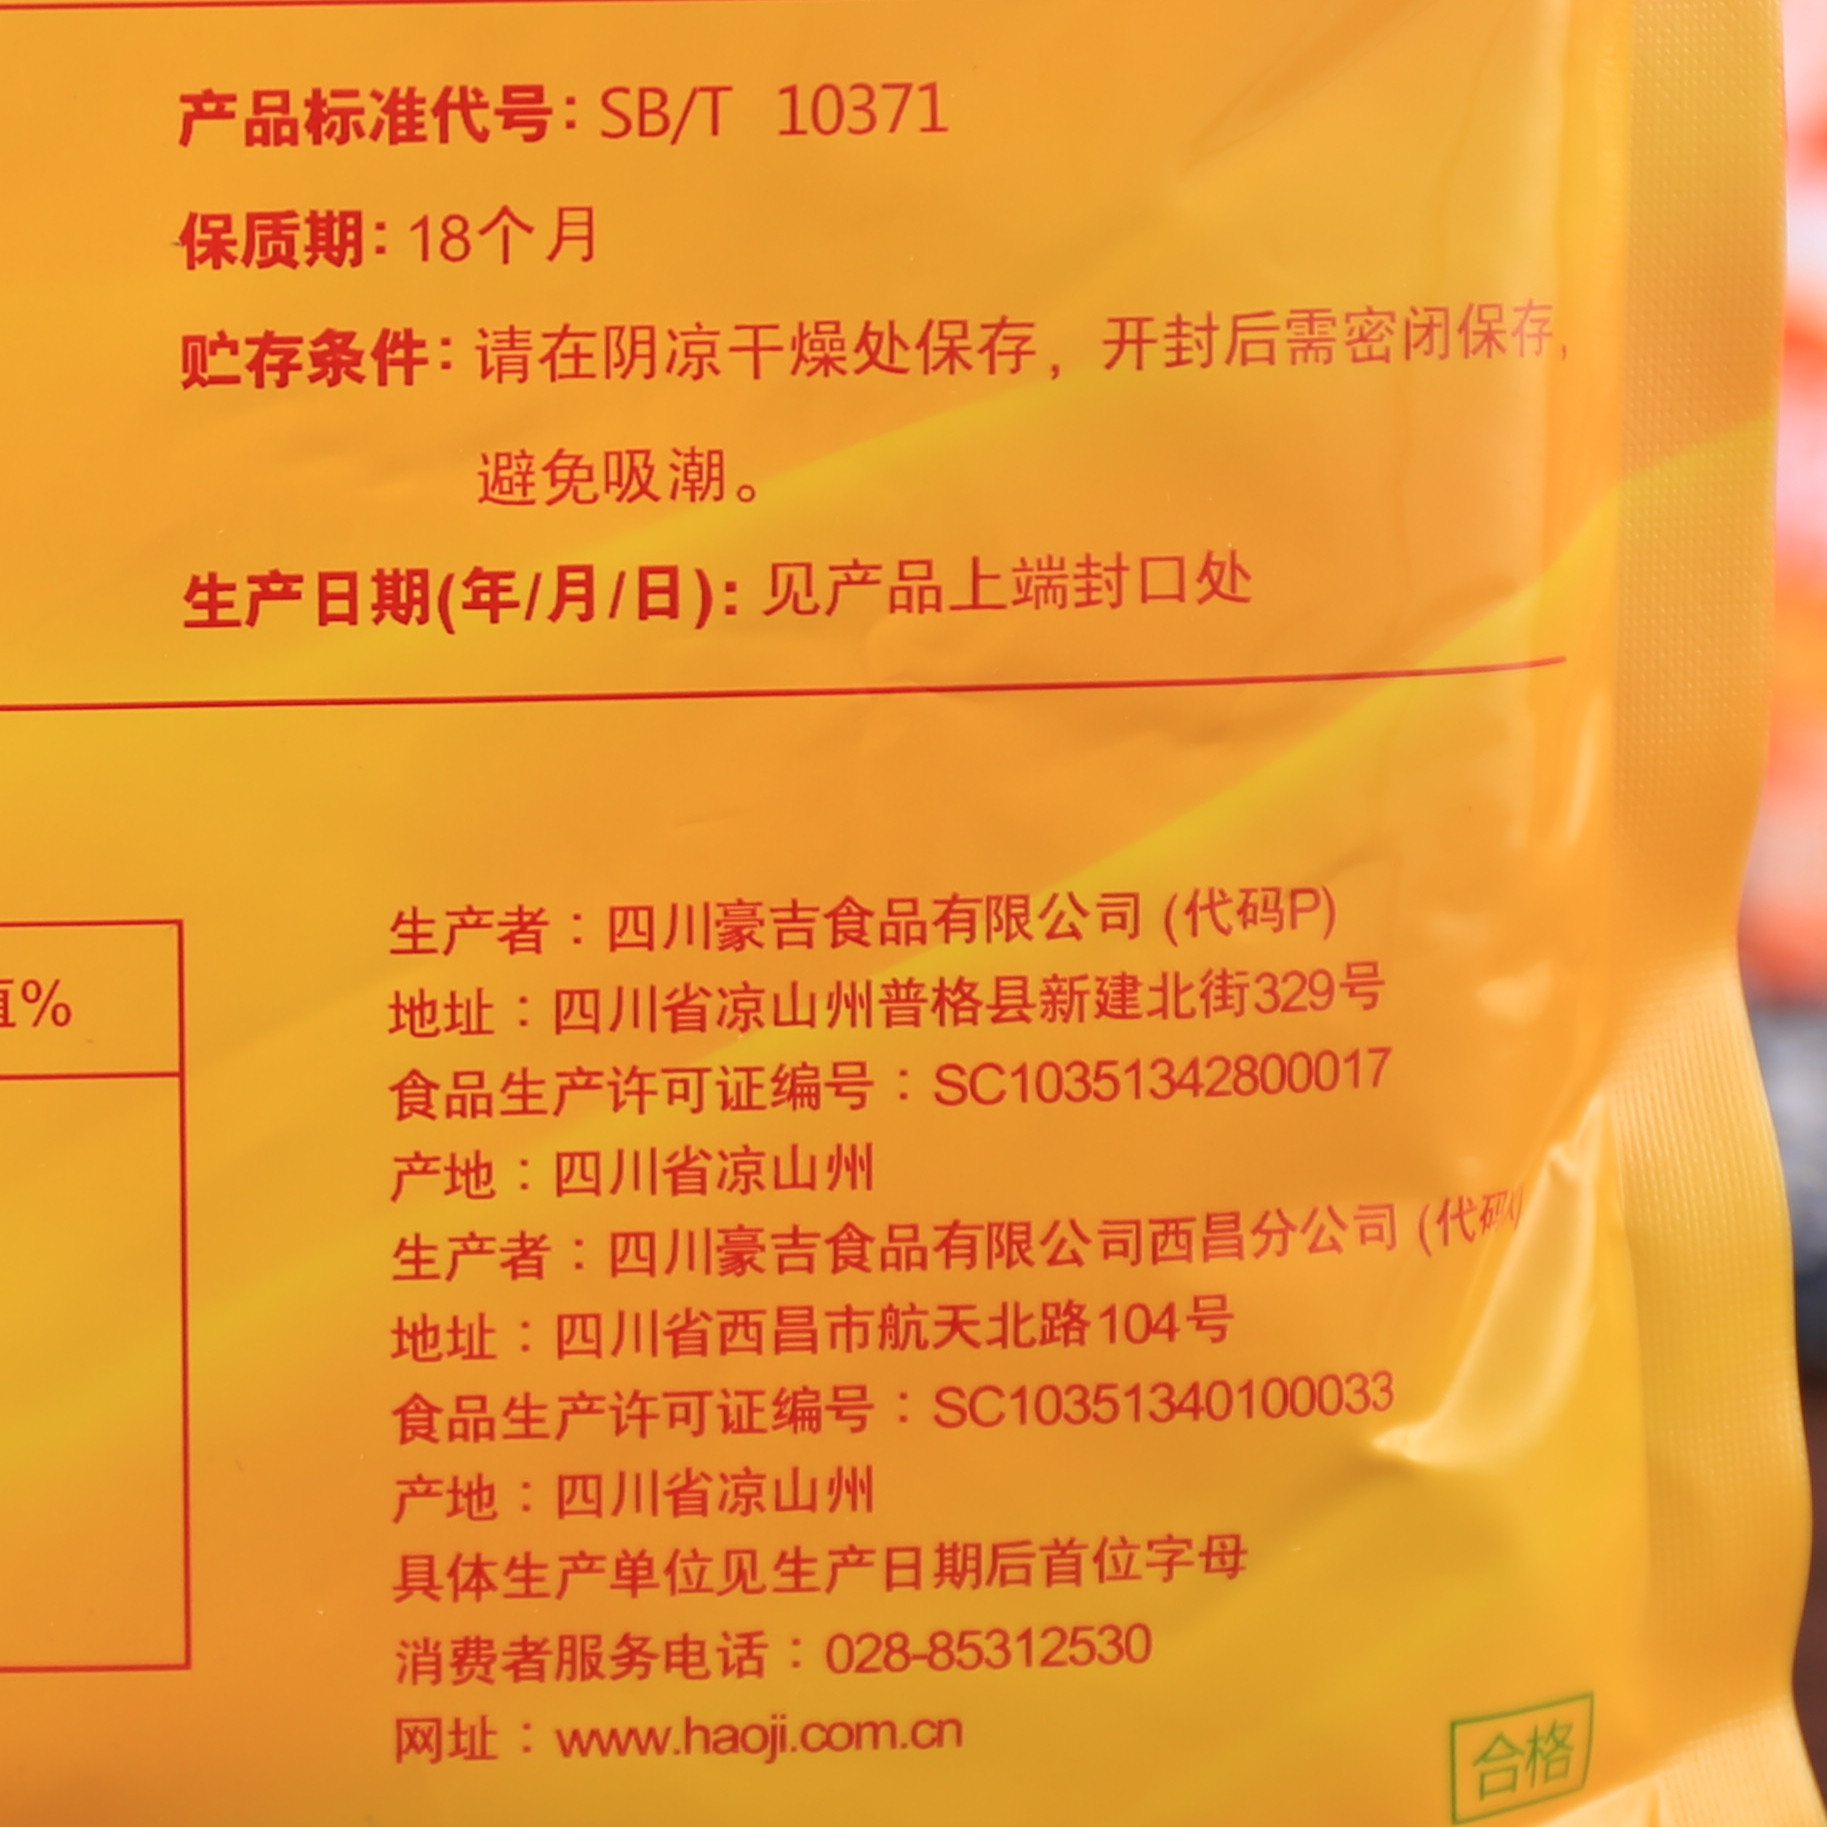 产品标准代号：SB/T 10371
保质期：18个月
贮存条件：请在阴凉干燥处保存，开封后需密闭保存，
避免吸潮。
生产日期(年/月/日)：见产品上端封口处
%
生产者：四川豪吉食品有限公司 (代码P)
地址：四川省凉山州普格县新建北街329号
食品生产许可证编号：SC10351342800017
产地：四川省凉山州
生产者：四川豪吉食品有限公司西昌分公司 (代码
地址：四川省西昌市航天北路104号
食品生产许可证编号：SC10351340100033
产地：四川省凉山州
具体生产单位见生产日期后首位字母
消费者服务电话：028-85312530
网址：www.haoji.com.cn
合格